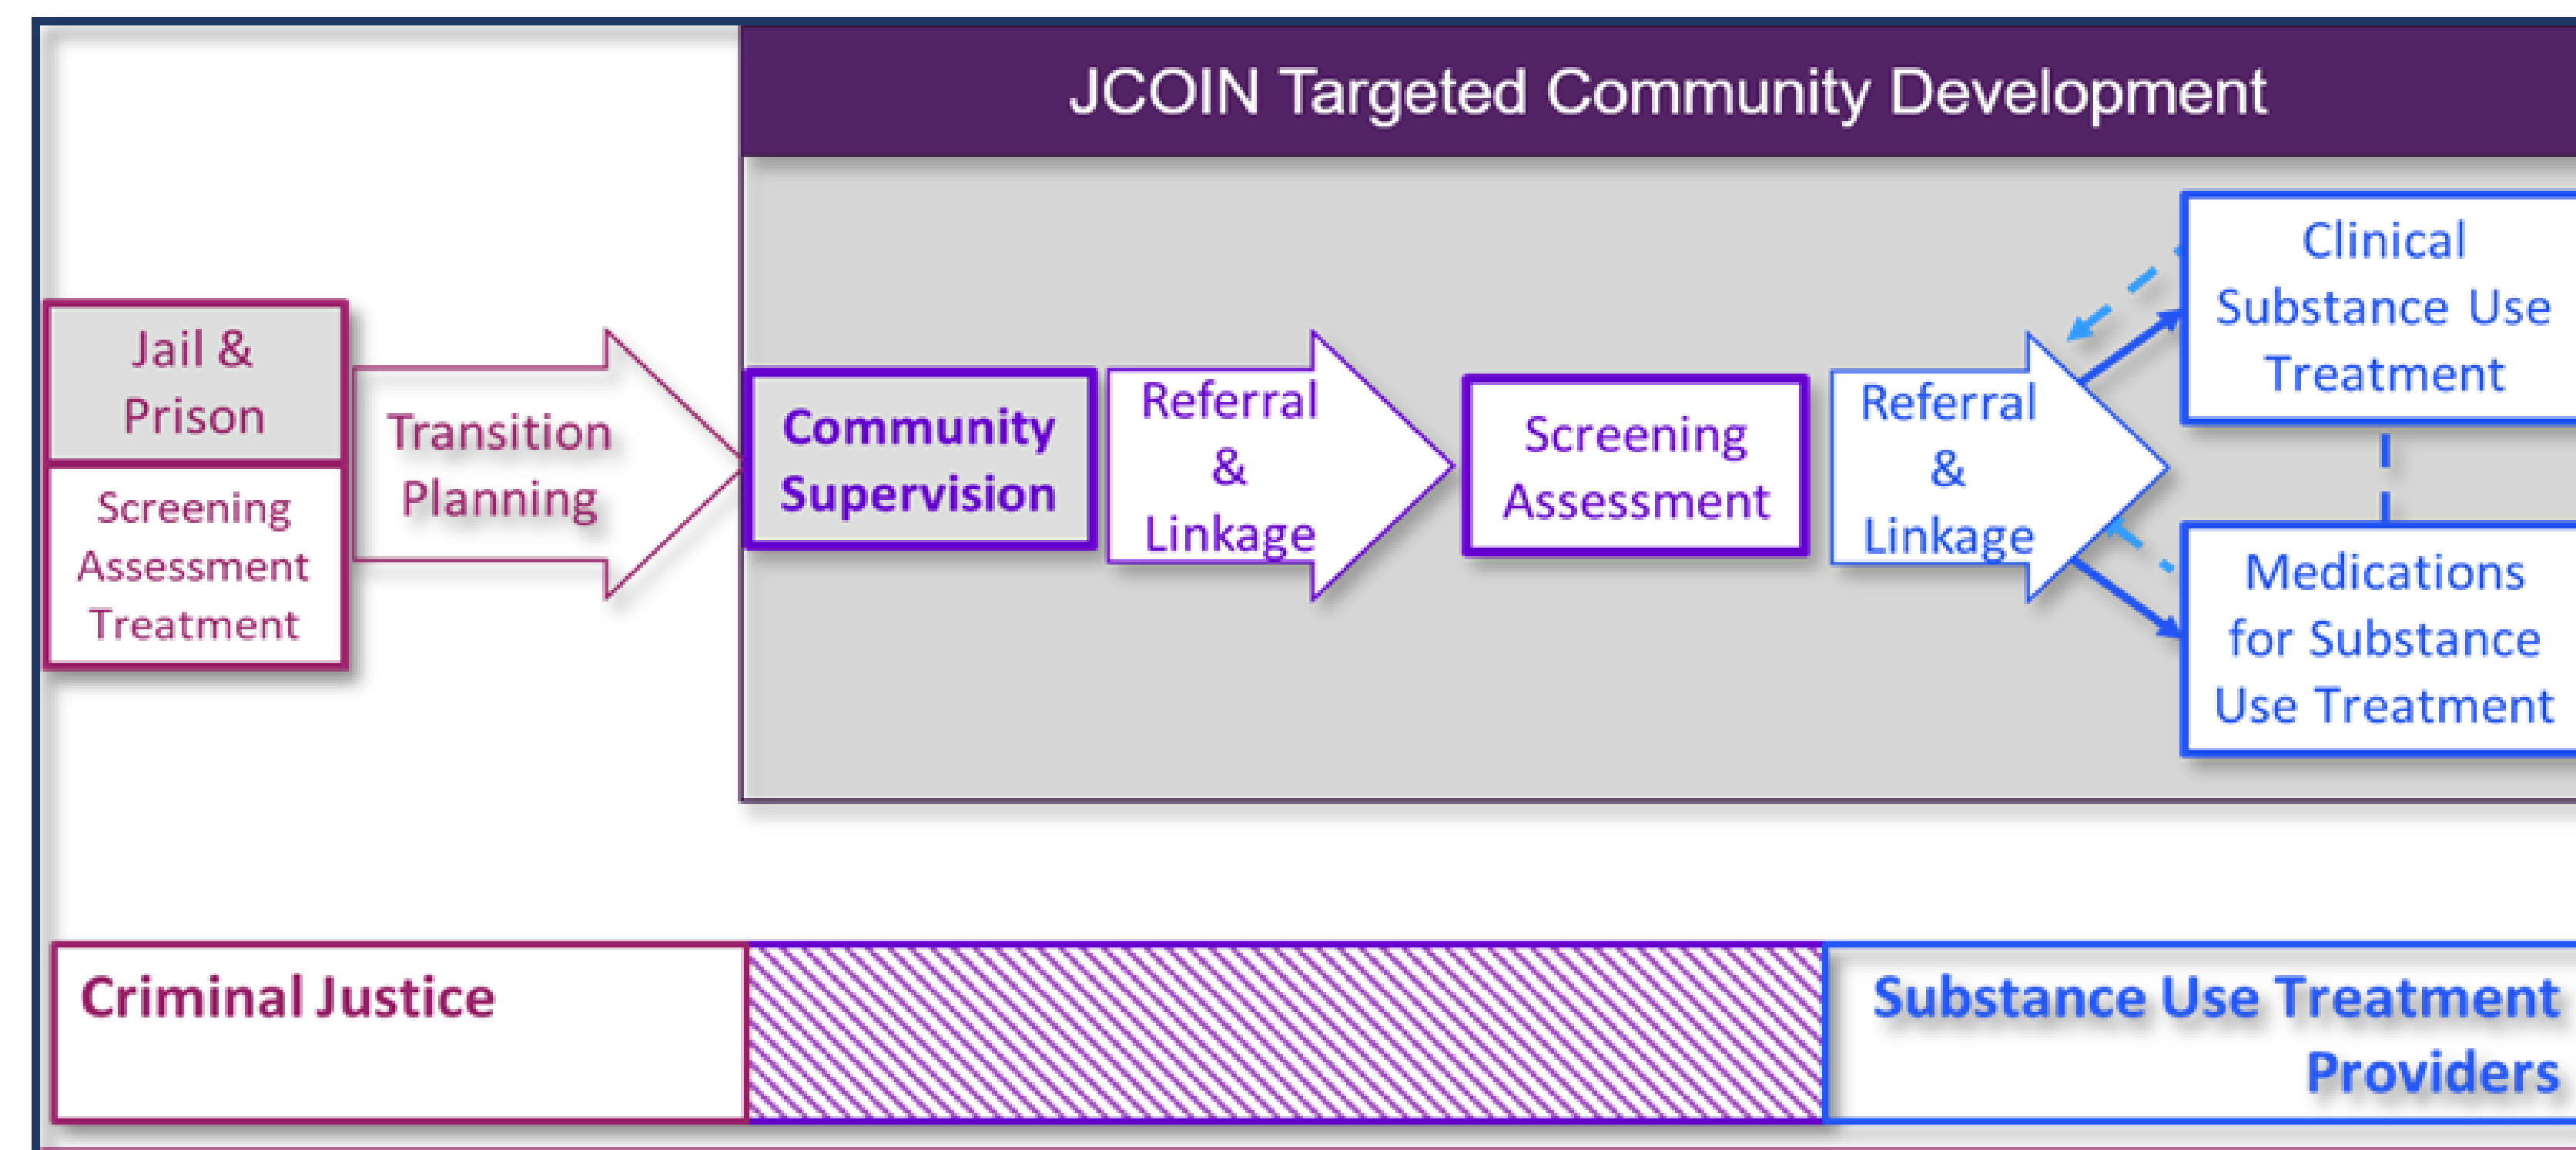 JCOIN Targeted Community Development
Jail &
Prison
Screening
Assessment
Treatment
Transition
Planning
Community
Supervision
Referral
&
Linkage
Screening
Assessment
Referral
&
Linkage
Clinical
Substance Use
Treatment
Medications
for Substance
Use Treatment
Criminal Justice
Substance Use Treatment
Providers